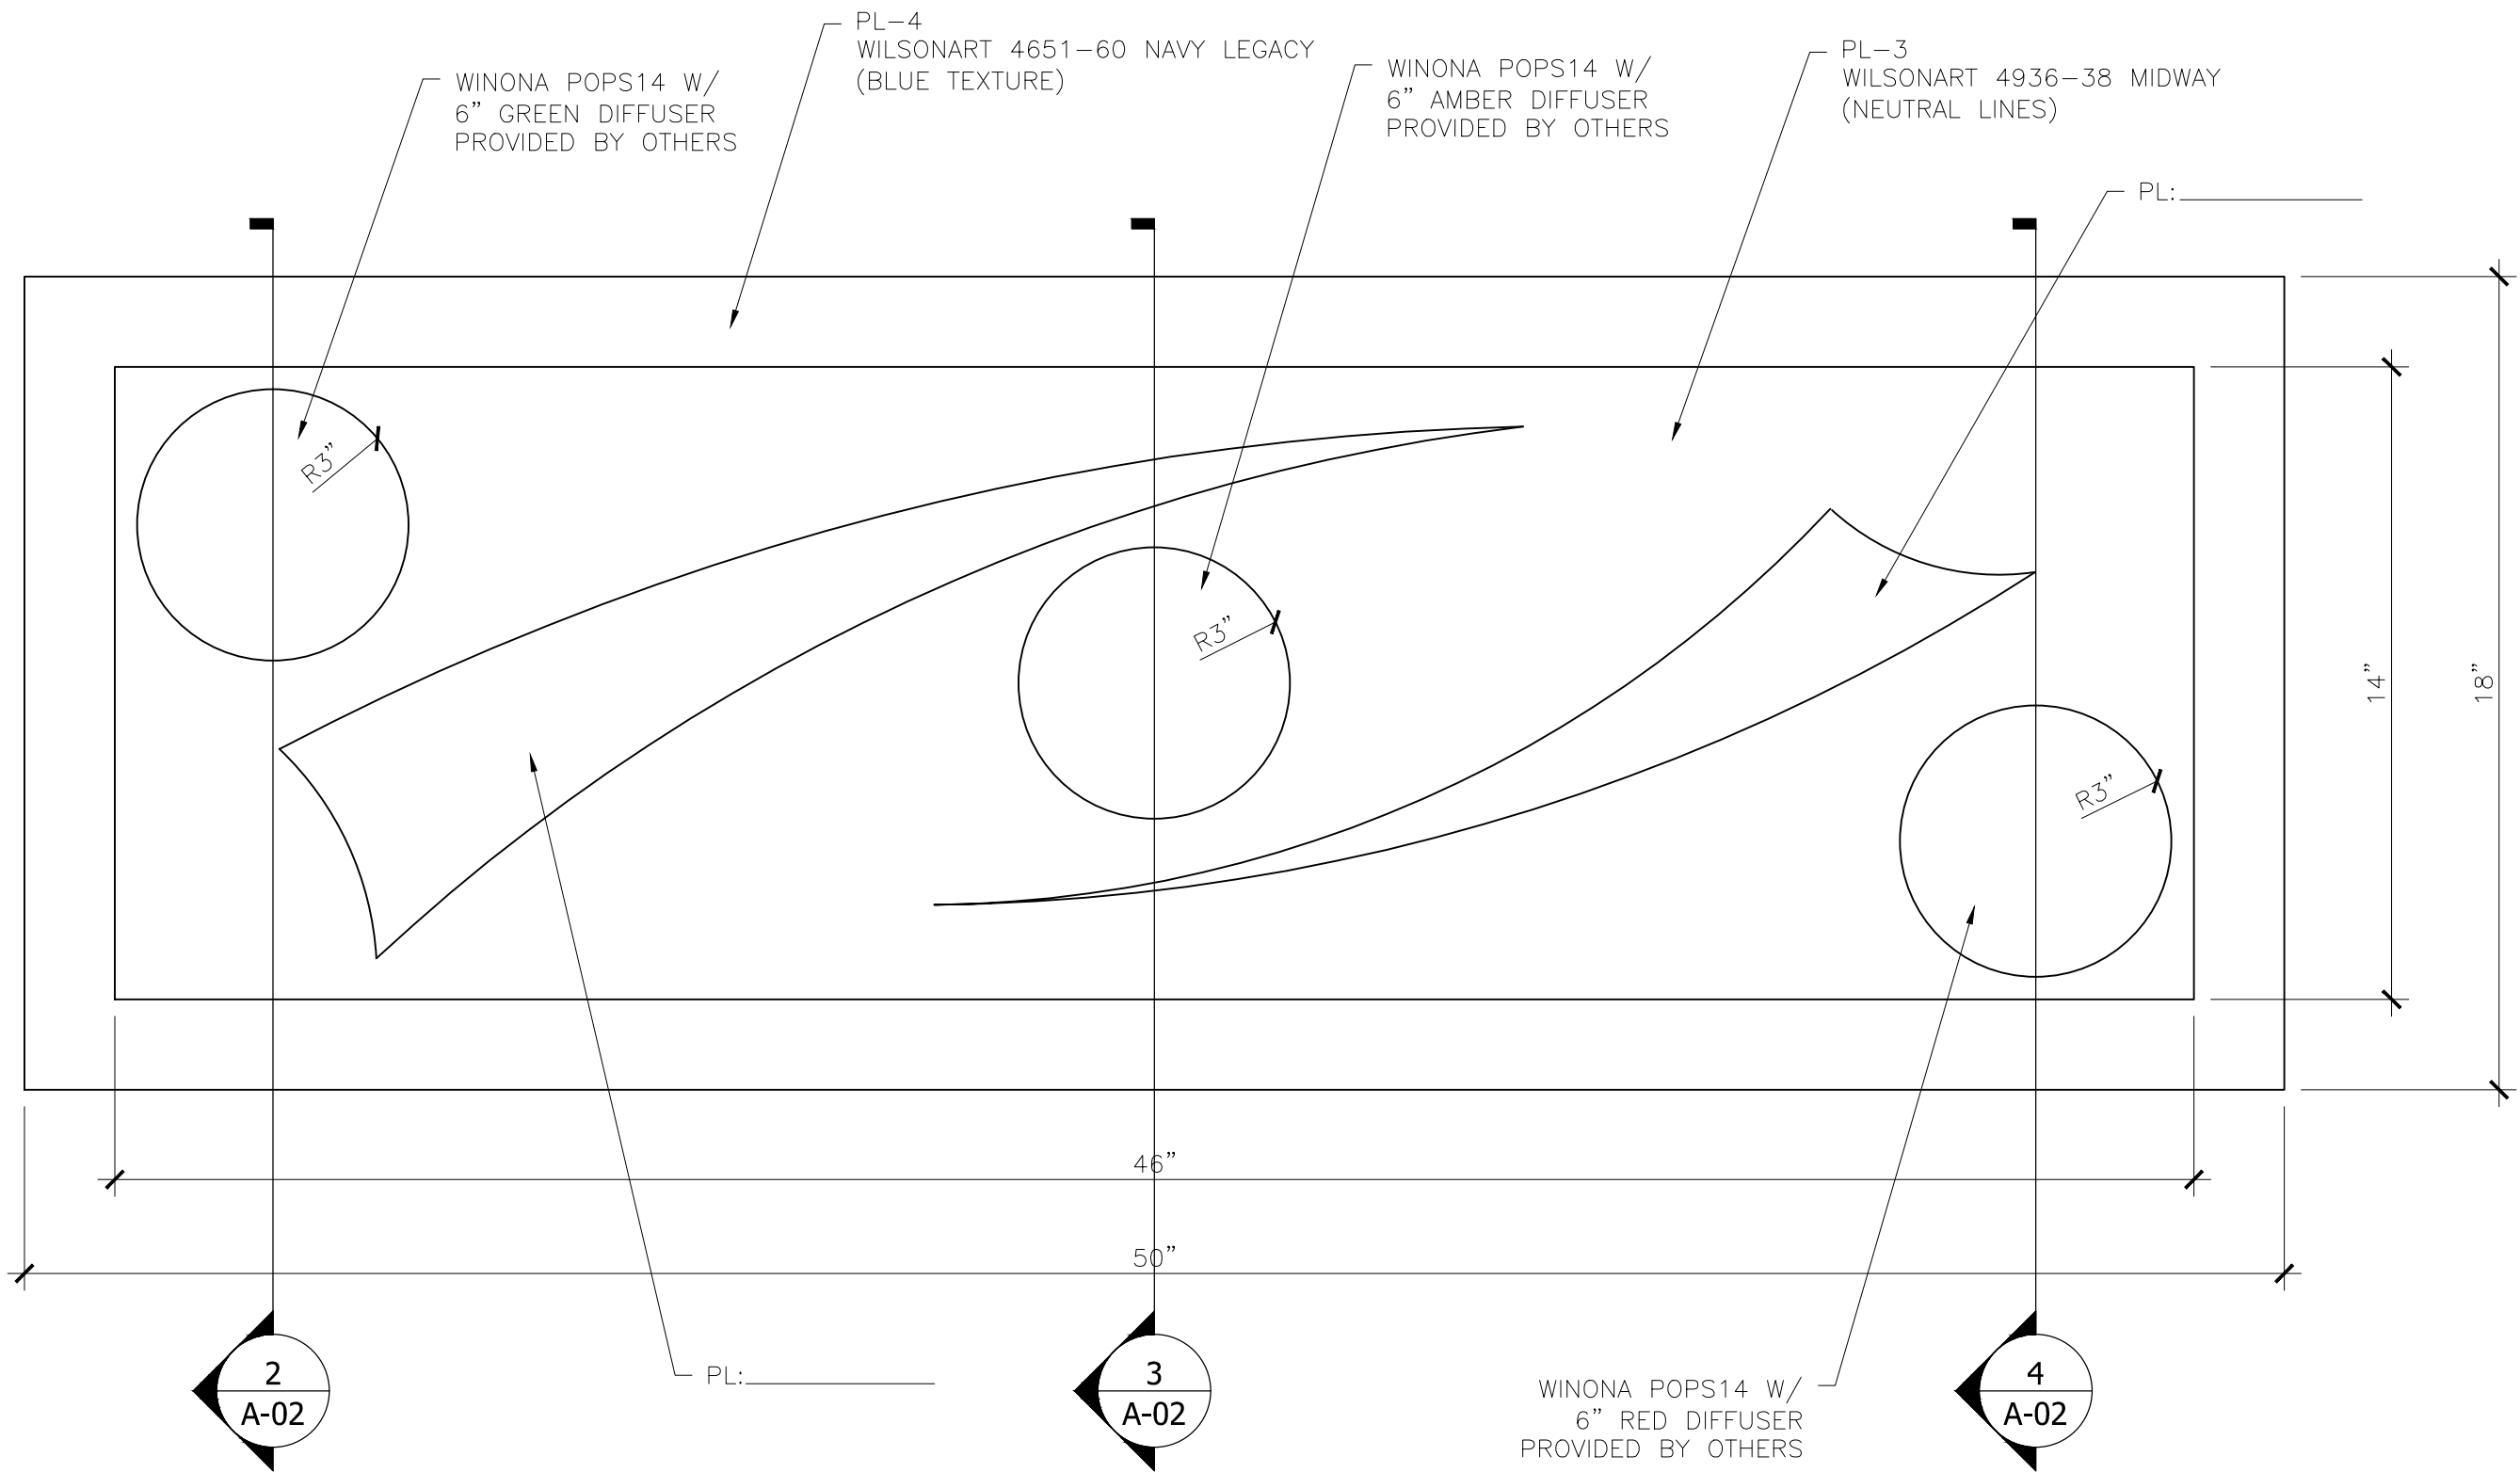 PL-4
WILSONART 4651-60 NAVY LEGACY
(BLUE TEXTURE)
WINONA POPS14 W/
6" GREEN DIFFUSER
PROVIDED BY OTHERS
WINONA POPS14 W/
6" AMBER DIFFUSER
PROVIDED BY OTHERS
PL-3
WILSONART 4936-38 MIDWAY
(NEUTRAL LINES)
PL:
R3"
R3"
R3"
14"
18"
46"
50"
PL:
2
A-02
3
A-02
WINONA POPS14 W/
6" RED DIFFUSER
PROVIDED BY OTHERS
4
A-02